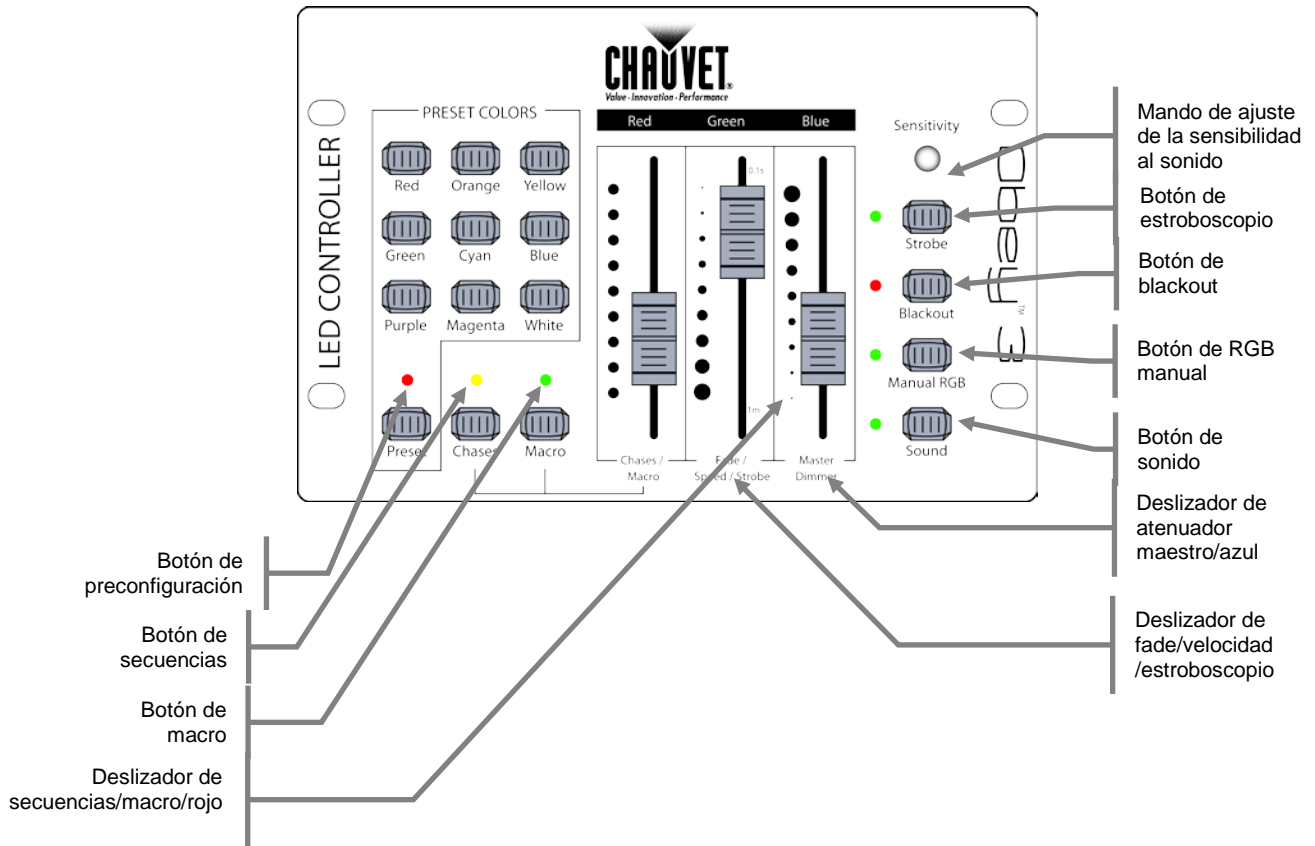 CHAUVET®
Value · Innovation · Performance
LED CONTROLLER
PRESET COLORS
Red
Orange
Yellow
Green
Cyan
Blue
Purple
Magenta
White
Preset
Chases
Macro
Red
Green
Blue
0.1s
1m
Chases /
Macro
Fade /
Speed / Strobe
Master
Dimmer
Sensitivity
Strobe
Blackout
Manual RGB
Sound
Obey™ 3
Mando de ajuste
de la sensibilidad
al sonido
Botón de
estroboscopio
Botón de
blackout
Botón de RGB
manual
Botón de
sonido
Deslizador de
atenuador
maestro/azul
Deslizador de
fade/velocidad
/estroboscopio
Botón de
preconfiguración
Botón de
secuencias
Botón de
macro
Deslizador de
secuencias/macro/rojo